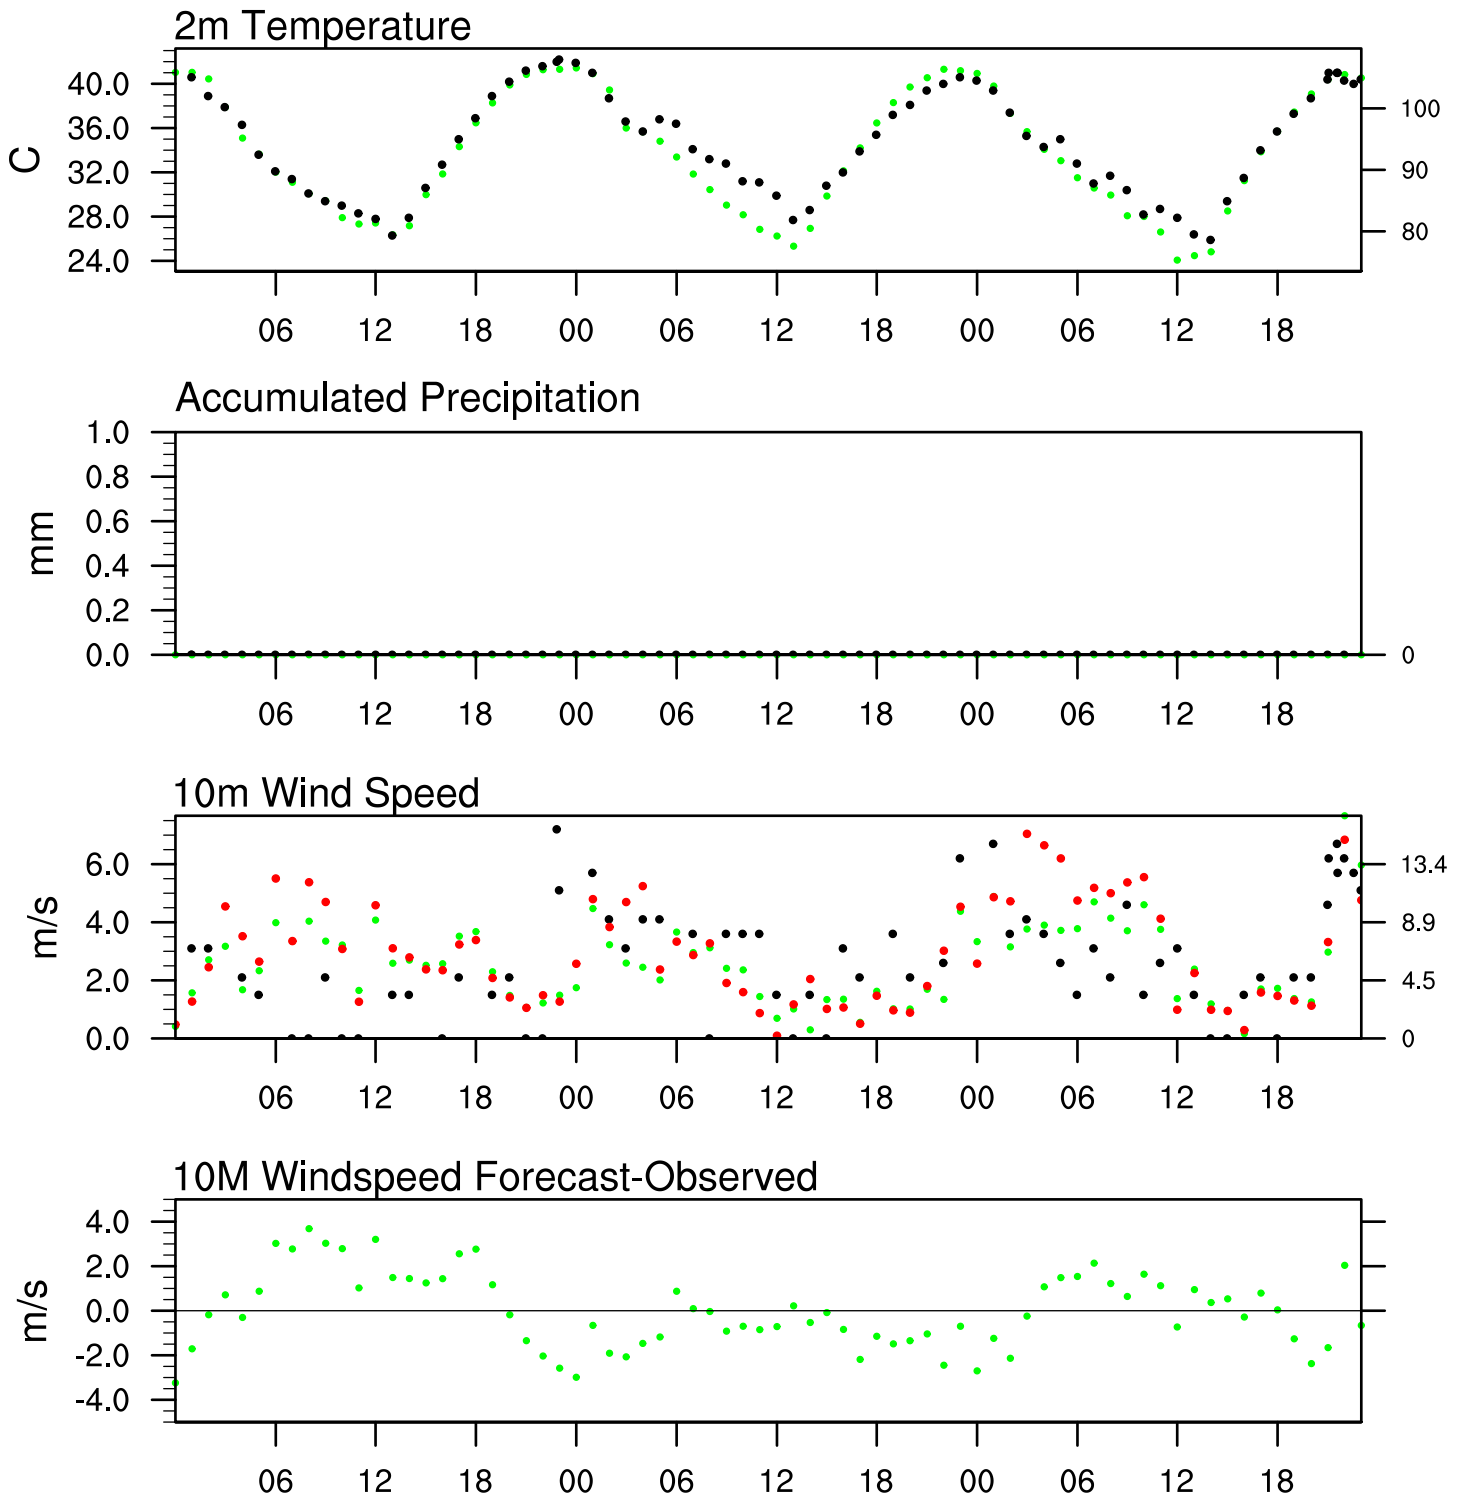 2m Temperature
40.0
36.0
32.0
28.0
24.0
C
100
90
80
06 12 18 00 06 12 18 00 06 12 18
Accumulated Precipitation
1.0
0.8
0.6
0.4
0.2
0.0
mm
0
06 12 18 00 06 12 18 00 06 12 18
10m Wind Speed
6.0
4.0
2.0
0.0
m/s
13.4
8.9
4.5
0
06 12 18 00 06 12 18 00 06 12 18
10M Windspeed Forecast-Observed
4.0
2.0
0.0
-2.0
-4.0
m/s
06 12 18 00 06 12 18 00 06 12 18